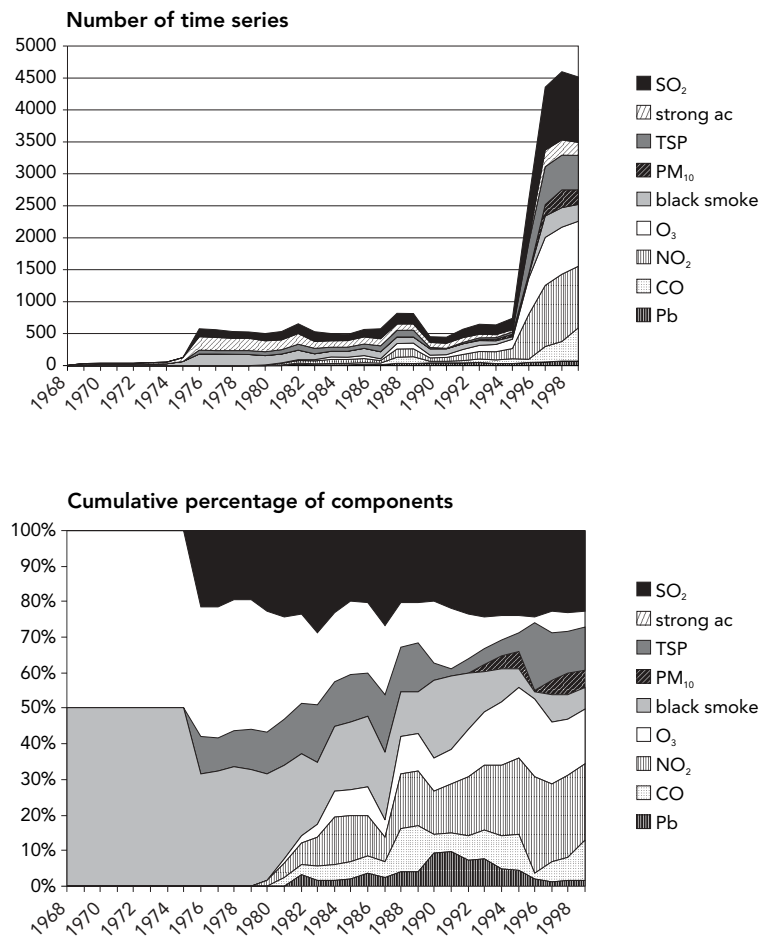 Number of time series
5000
4500
4000
3500
3000
2500
2000
1500
1000
500
0
1968 1970 1972 1974 1976 1978 1980 1982 1984 1986 1988 1990 1992 1994 1996 1998
SO₂
strong ac
TSP
PM₁₀
black smoke
O₃
NO₂
CO
Pb
Cumulative percentage of components
100%
90%
80%
70%
60%
50%
40%
30%
20%
10%
0%
1968 1970 1972 1974 1976 1978 1980 1982 1984 1986 1988 1990 1992 1994 1996 1998
SO₂
strong ac
TSP
PM₁₀
black smoke
O₃
NO₂
CO
Pb